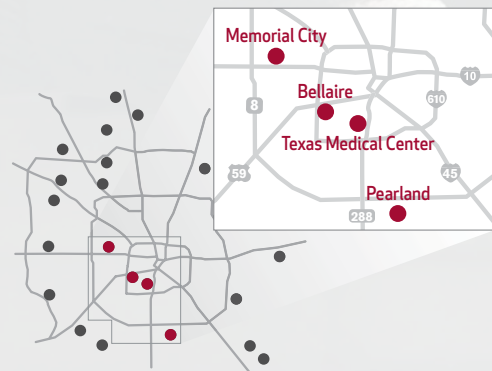 Memorial City
10
Bellaire
8
610
Texas Medical Center
59
45
Pearland
288